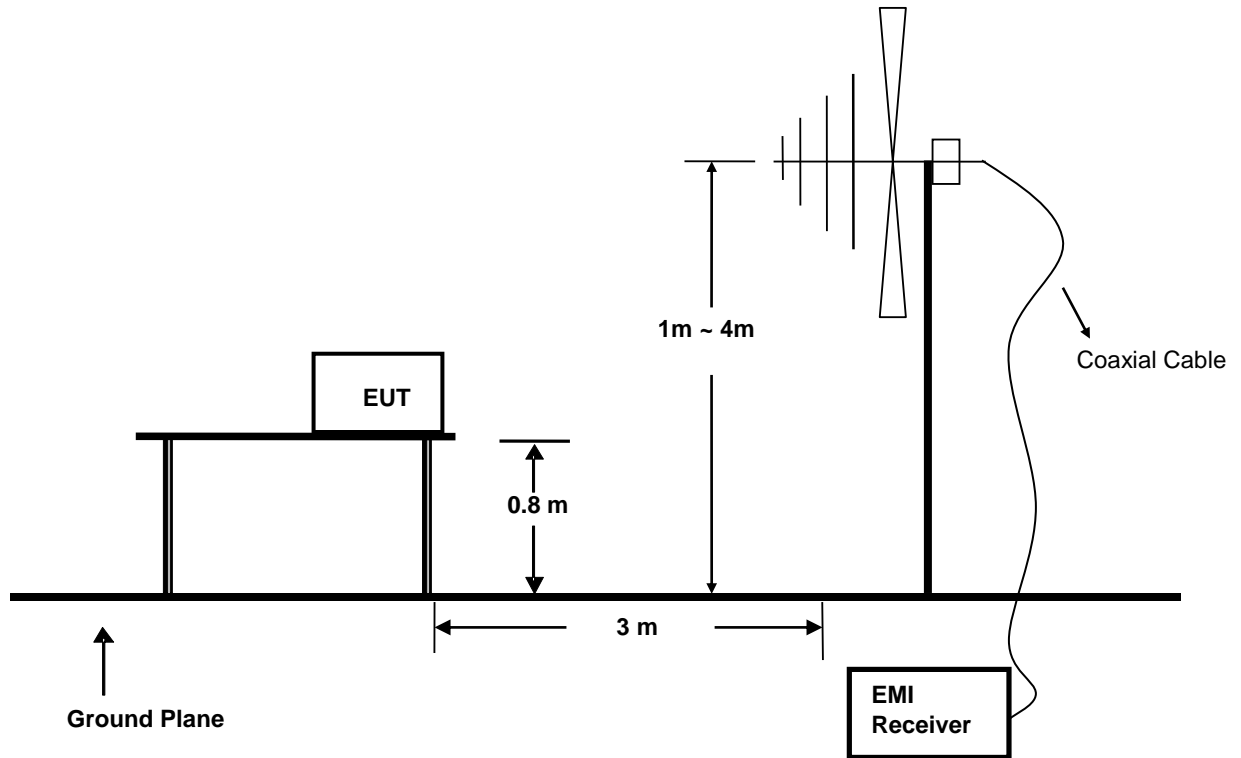 1m ~ 4m
Coaxial Cable
EUT
0.8 m
3 m
EMI
Receiver
Ground Plane